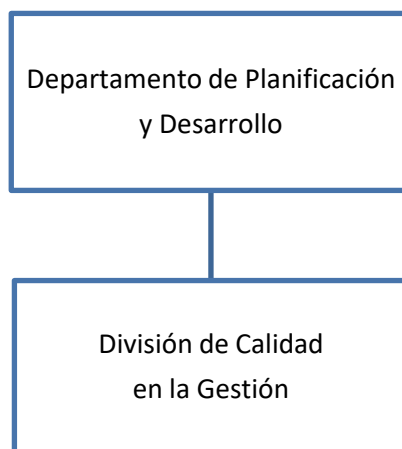 Departamento de Planificación
y Desarrollo
División de Calidad
en la Gestión